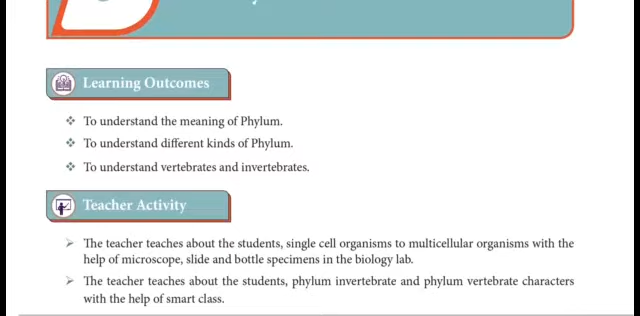 Learning Outcomes
To understand the meaning of Phylum.
To understand different kinds of Phylum.
To understand vertebrates and invertebrates.
Teacher Activity
The teacher teaches about the students, single cell organisms to multicellular organisms with the
help of microscope, slide and bottle specimens in the biology lab.
The teacher teaches about the students, phylum invertebrate and phylum vertebrate characters
with the help of smart class.